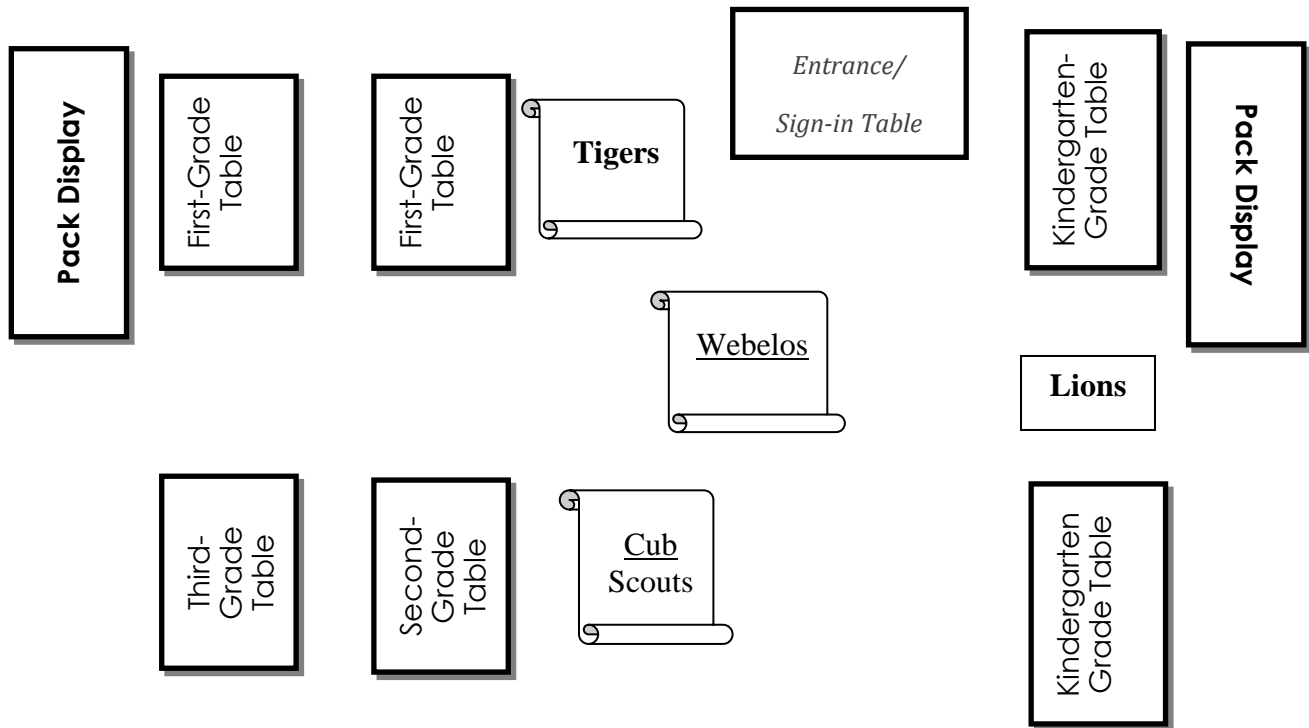 Pack Display
First-Grade
Table
First-Grade
Table
Tigers
Entrance/
Sign-in Table
Kindergarten-
Grade Table
Pack Display
Webelos
Lions
Third-
Grade
Table
Second-
Grade
Table
Cub
Scouts
Kindergarten
Grade Table